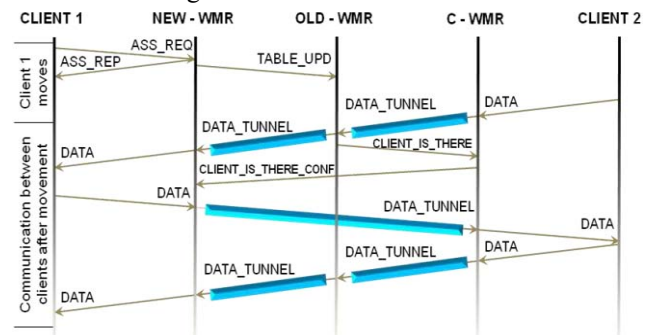 CLIENT 1 NEW - WMR OLD - WMR C - WMR CLIENT 2
Client 1
moves
ASS_REQ
ASS_REP
TABLE_UPD
Communication between
clients after movement
DATA
DATA_TUNNEL
DATA_TUNNEL
DATA
CLIENT_IS_THERE
CLIENT_IS_THERE_CONF
DATA
DATA_TUNNEL
DATA
DATA
DATA_TUNNEL
DATA_TUNNEL
DATA